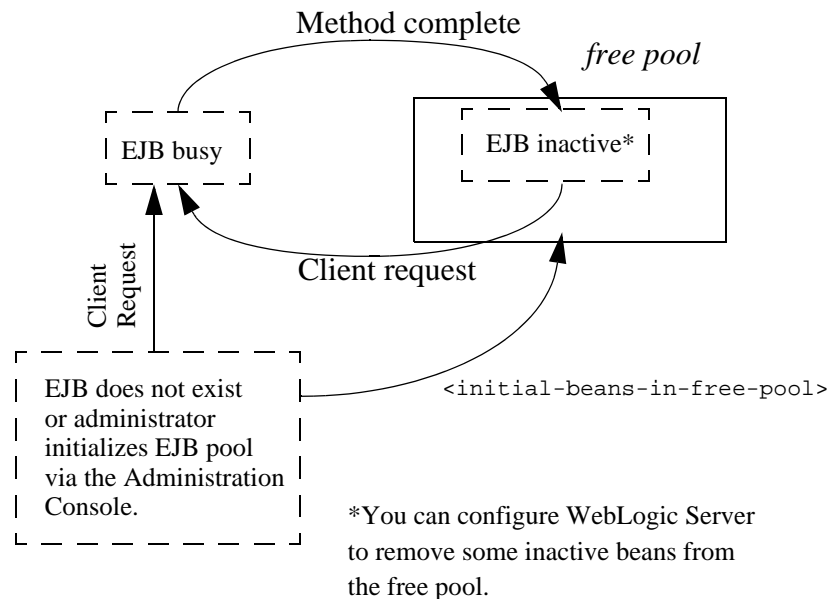 Method complete
free pool
EJB busy
EJB inactive*
Client request
Client
Request
EJB does not exist
or administrator
initializes EJB pool
via the Administration
Console.
<initial-beans-in-free-pool>
*You can configure WebLogic Server
to remove some inactive beans from
the free pool.